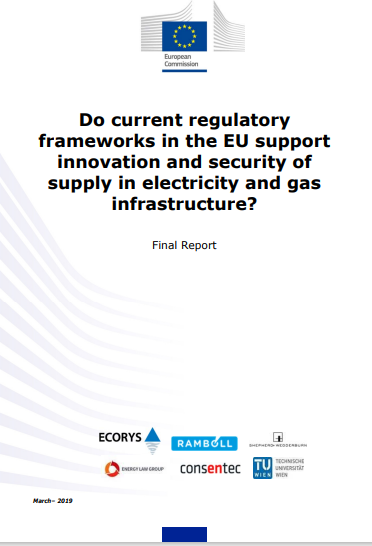 European
Commission
Do current regulatory
frameworks in the EU support
innovation and security of
supply in electricity and gas
infrastructure?
Final Report
ECORYS
RAMBOLL
SHEPHERD+WEDDERBURN
ENERGY LAW GROUP
consentec
TU
WIEN
TECHNISCHE
UNIVERSITÄT
WIEN
March– 2019